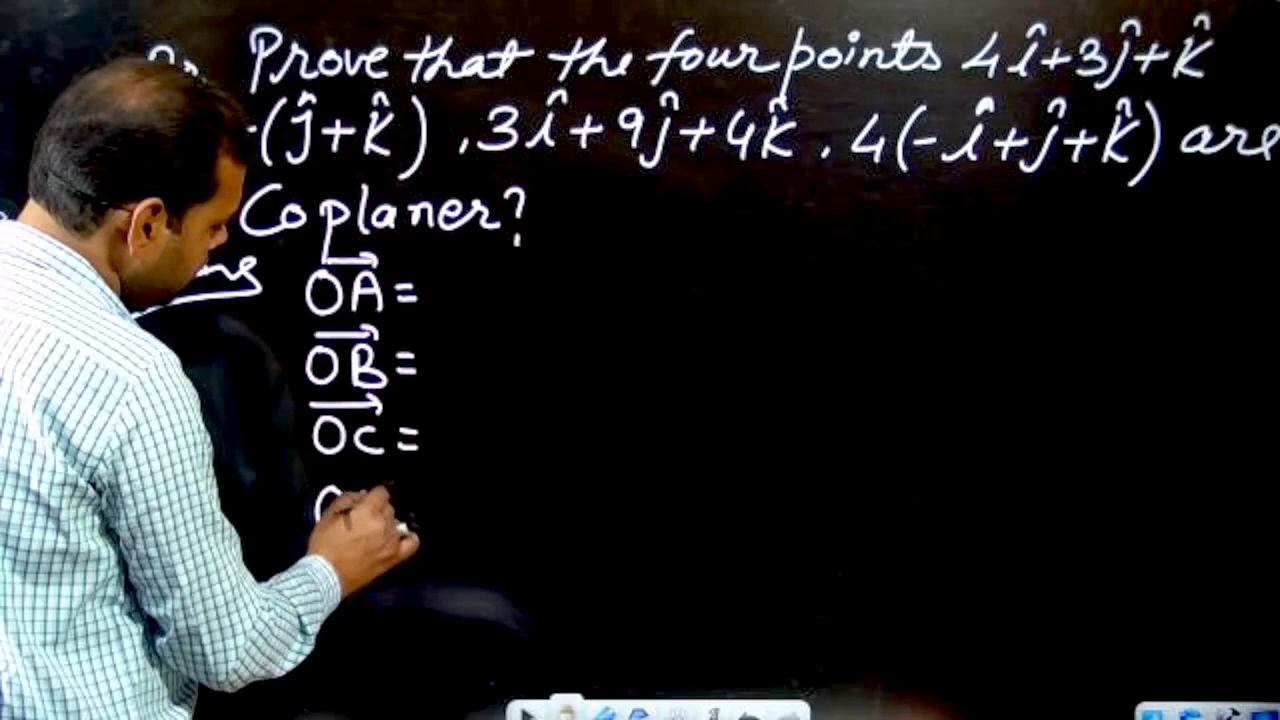 Prove that the four points 4î+3ĵ+k̂
-(ĵ+k̂) , 3î+9ĵ+4k̂ , 4(-î+ĵ+k̂) are
Coplaner?
OA⃗ =
OB⃗ =
OC⃗ =